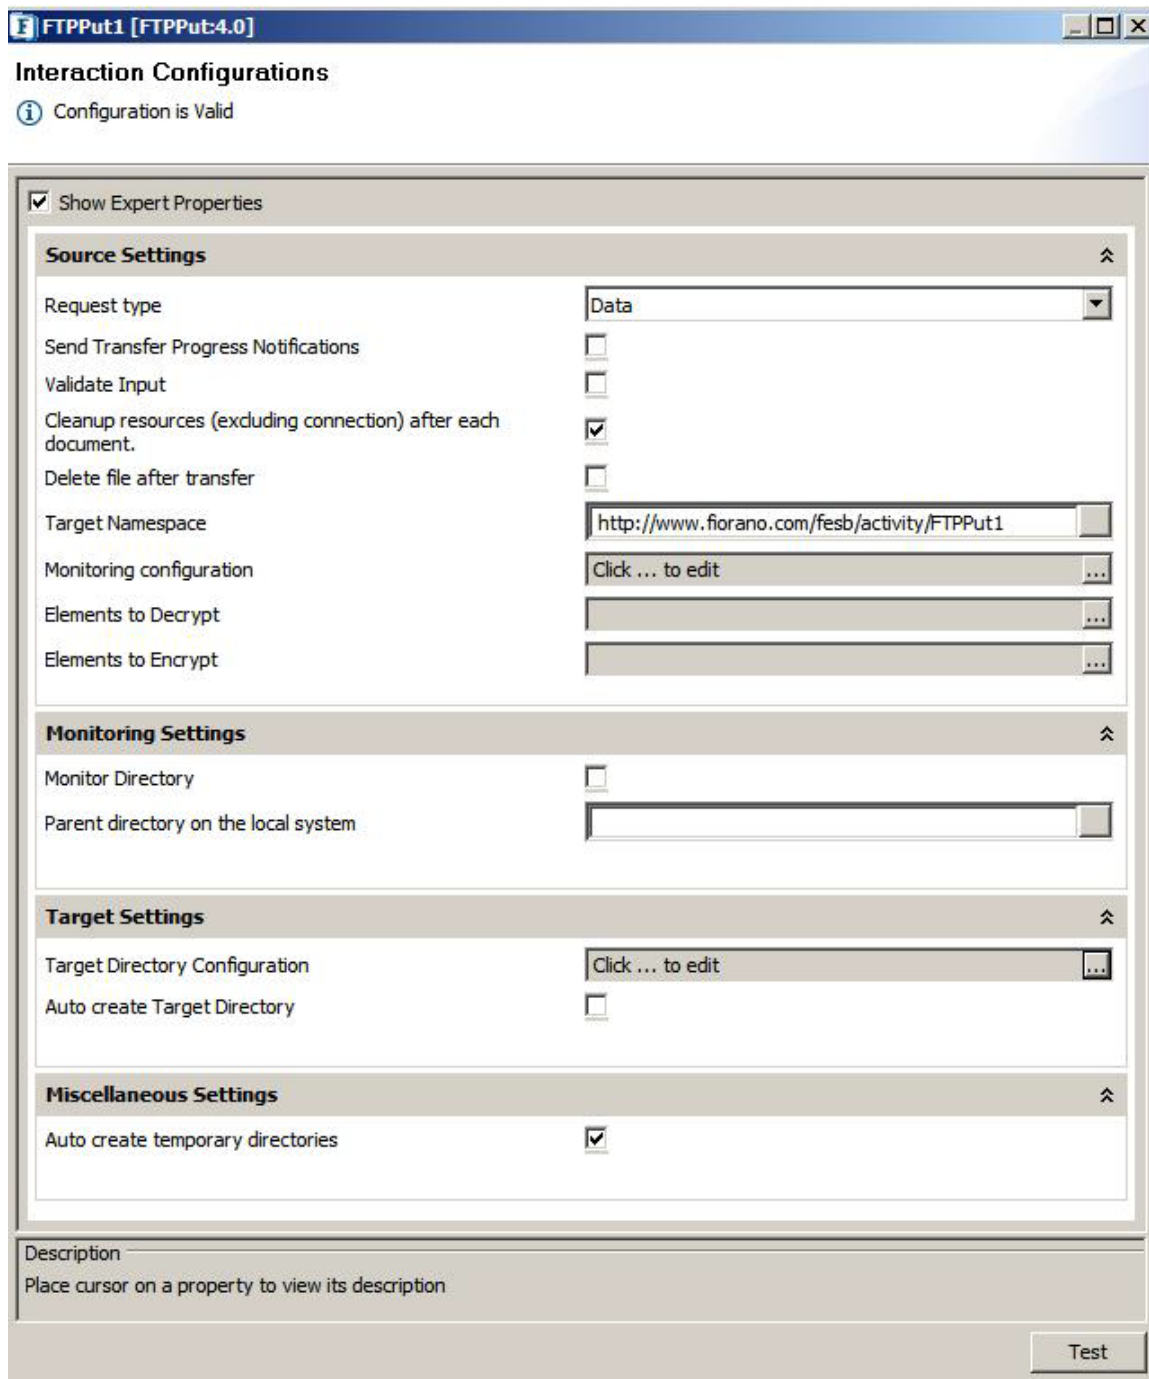 FTPPut1 [FTPPut:4.0]
Interaction Configurations
Configuration is Valid
Show Expert Properties
Source Settings
Request type
Data
Send Transfer Progress Notifications
Validate Input
Cleanup resources (excluding connection) after each
document.
Delete file after transfer
Target Namespace
http://www.fiorano.com/fesb/activity/FTPPut1
Monitoring configuration
Click ... to edit
...
Elements to Decrypt
...
Elements to Encrypt
...
Monitoring Settings
Monitor Directory
Parent directory on the local system
Target Settings
Target Directory Configuration
Click ... to edit
...
Auto create Target Directory
Miscellaneous Settings
Auto create temporary directories
Description
Place cursor on a property to view its description
Test